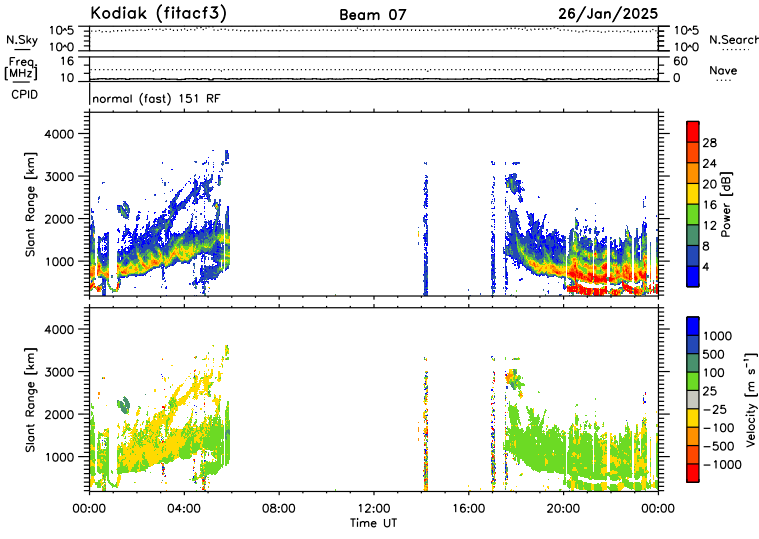 Kodiak (fitacf3) Beam 07 26/Jan/2025
N.Sky 10^5 10^0 10^5 10^0 N.Search
Freq. [MHz] 16 10 60 0 Nave
CPID normal (fast) 151 RF
Slant Range [km] 4000 3000 2000 1000
28 24 20 16 12 8 4 Power [dB]
Slant Range [km] 4000 3000 2000 1000
1000 500 100 25 -25 -100 -500 -1000 Velocity [m s⁻¹]
00:00 04:00 08:00 12:00 16:00 20:00 00:00
Time UT